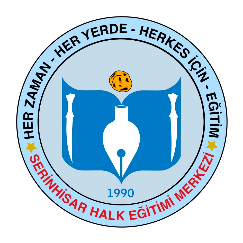 HER ZAMAN - HER YERDE - HERKES İÇİN - EĞİTİM
1990
SERİNHİSAR HALK EĞİTİMİ MERKEZİ